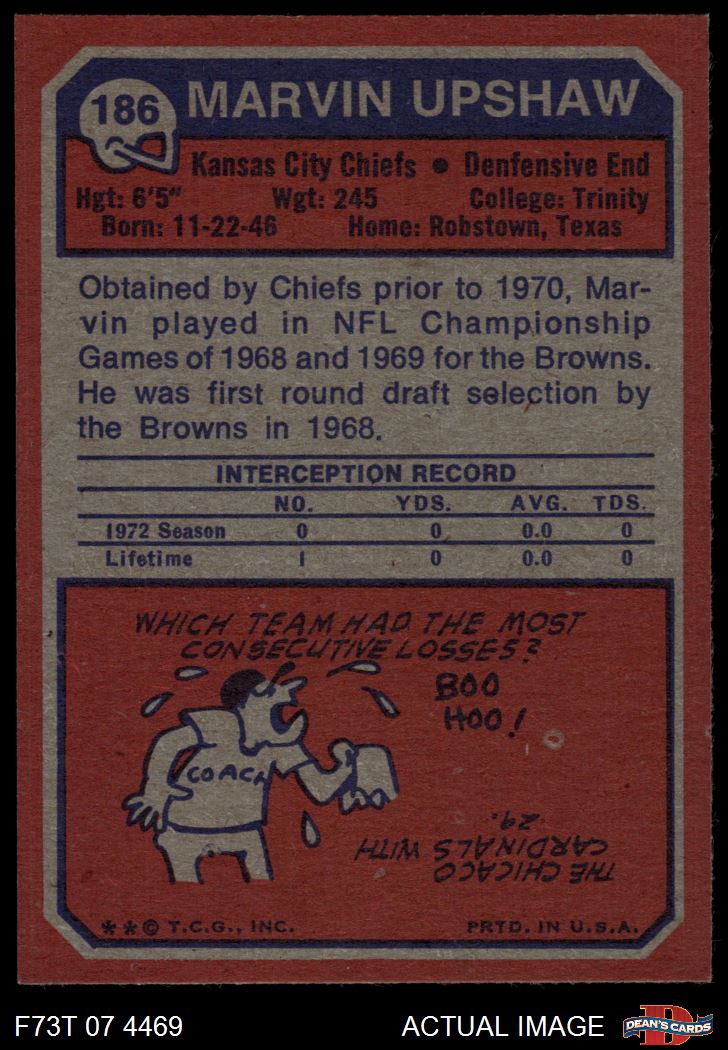 186 MARVIN UPSHAW
Kansas City Chiefs • Denfensive End
Hgt: 6'5" Wgt: 245 College: Trinity
Born: 11-22-46 Home: Robstown, Texas
Obtained by Chiefs prior to 1970, Mar-
vin played in NFL Championship
Games of 1968 and 1969 for the Browns.
He was first round draft selection by
the Browns in 1968.
INTERCEPTION RECORD
NO. YDS. AVG. TDS.
1972 Season 0 0 0.0 0
Lifetime 1 0 0.0 0
WHICH TEAM HAD THE MOST
CONSECUTIVE LOSSES?
BOO
HOO!
COACH
THE CHICAGO
CARDINALS WITH
29.
**© T.C.G., INC. PRTD. IN U.S.A.
F73T 07 4469 ACTUAL IMAGE D DEAN'S CARDS